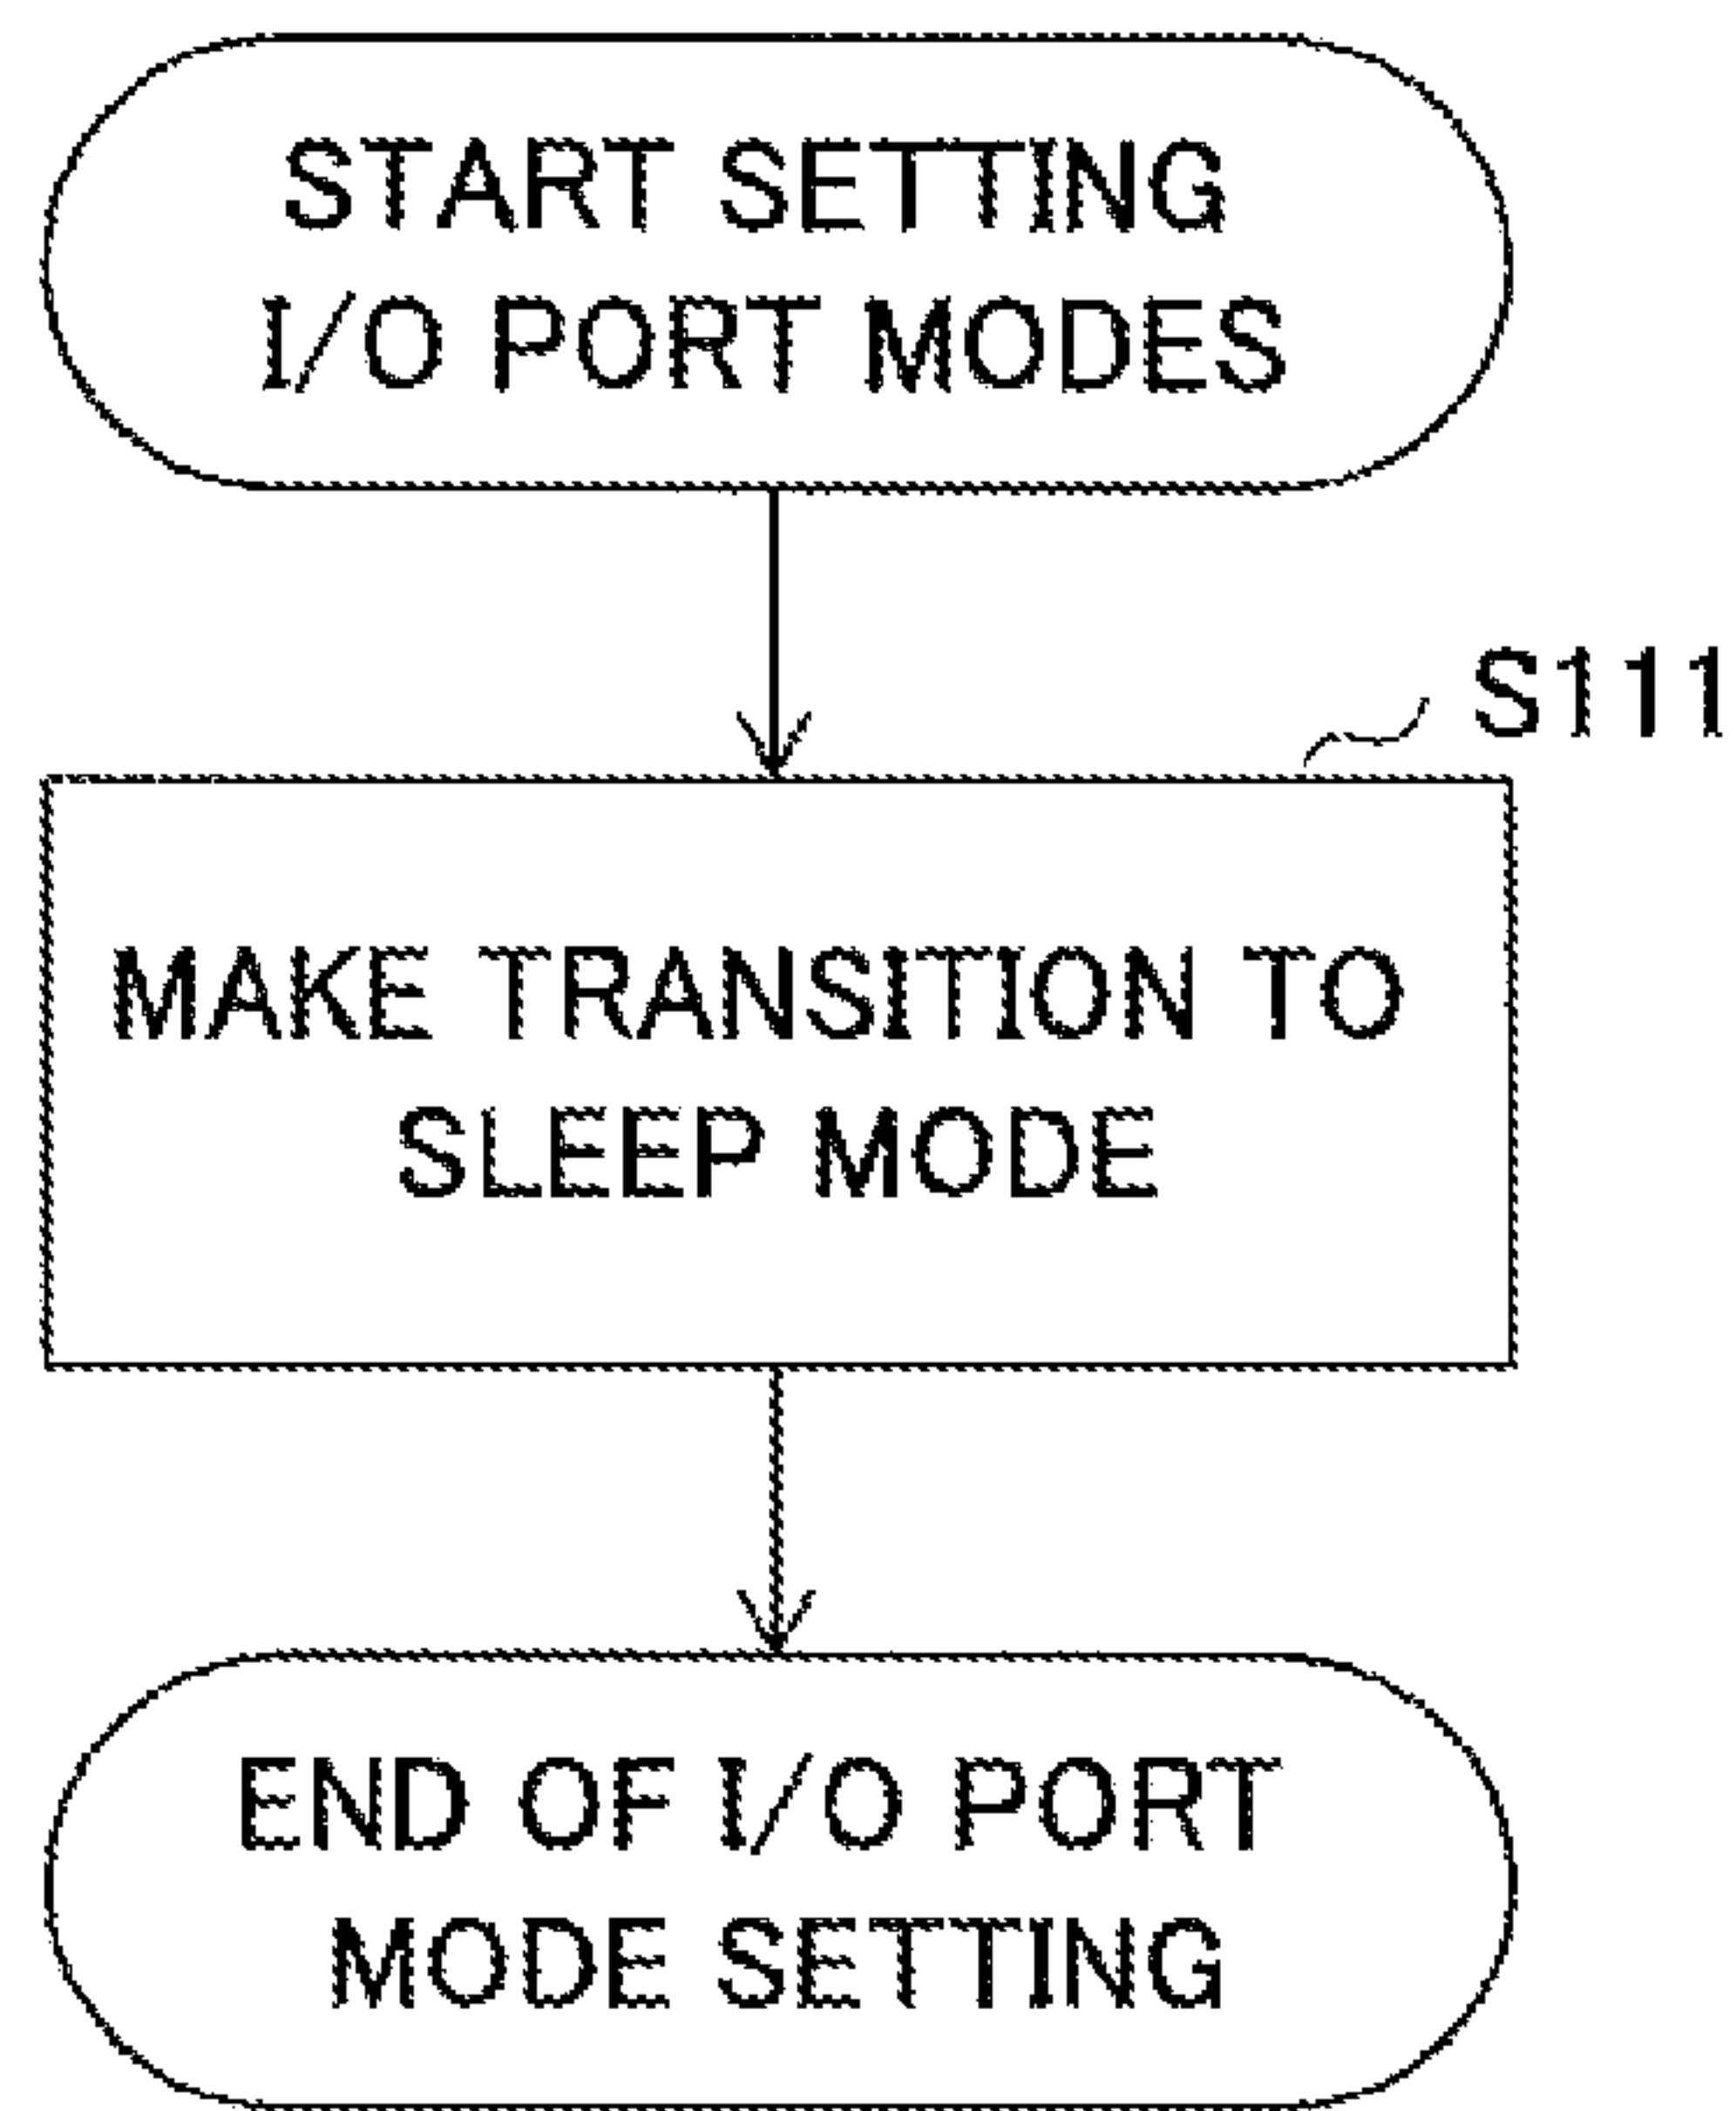 START SETTING
I/O PORT MODES
S111
MAKE TRANSITION TO
SLEEP MODE
END OF I/O PORT
MODE SETTING